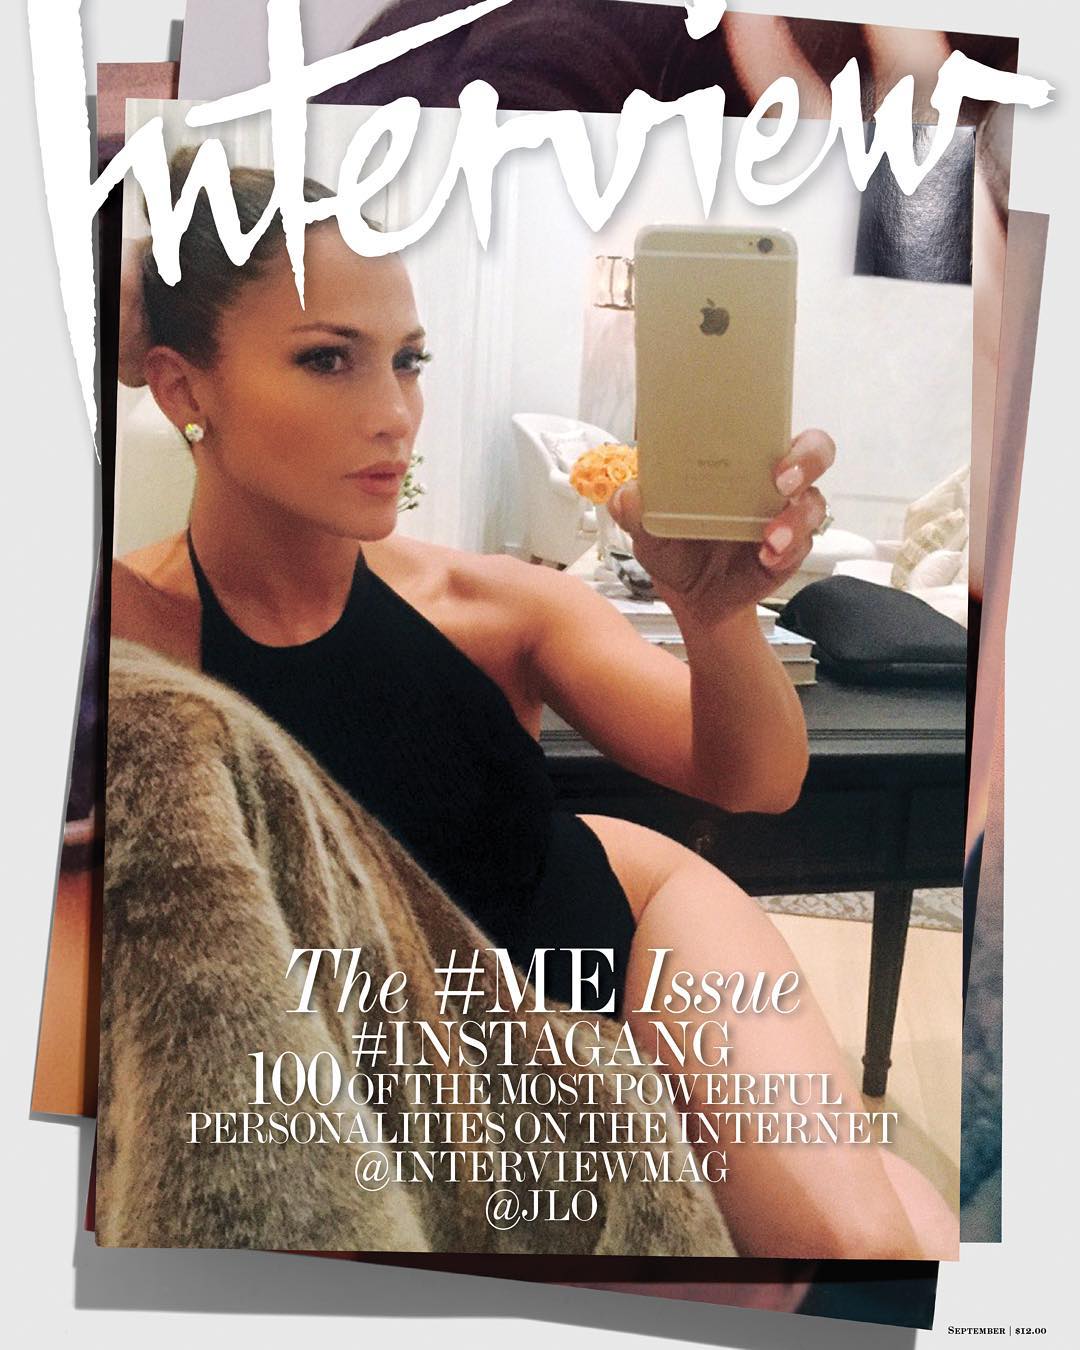 Interview
The #ME Issue
#INSTAGANG
100 OF THE MOST POWERFUL
PERSONALITIES ON THE INTERNET
@INTERVIEWMAG
@JLO
SEPTEMBER | $12.00